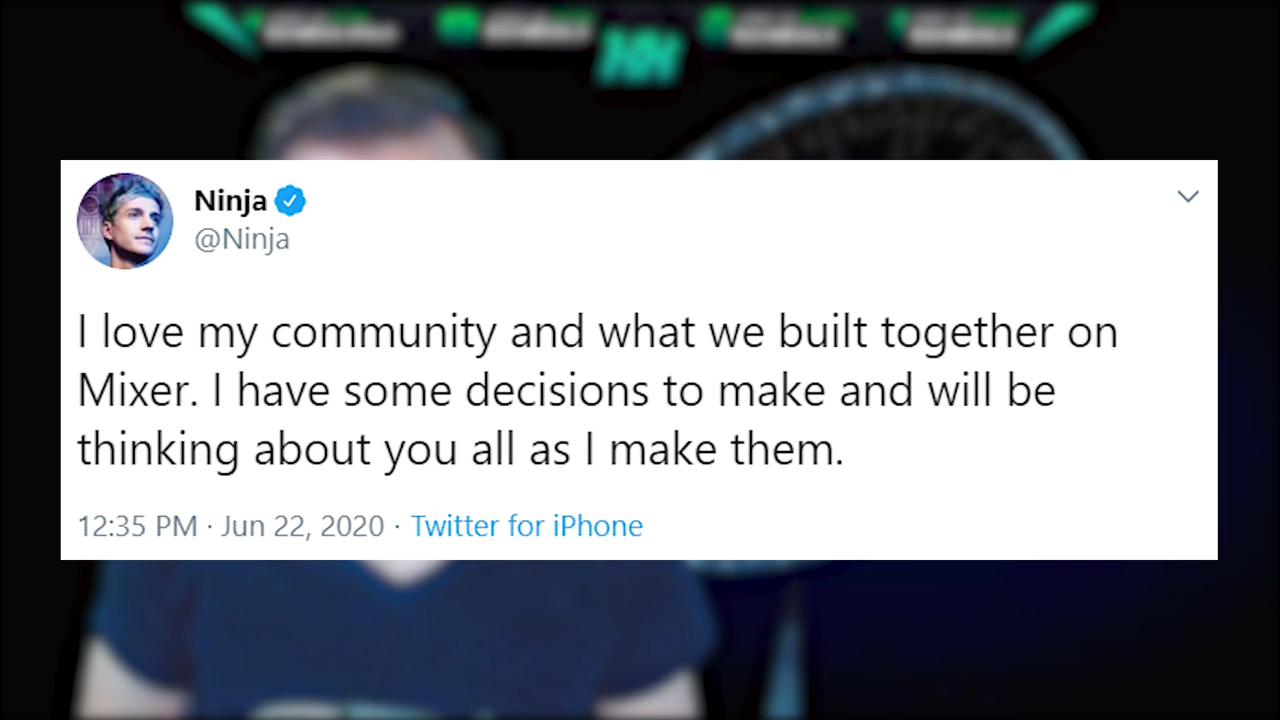 Ninja
@Ninja
I love my community and what we built together on
Mixer. I have some decisions to make and will be
thinking about you all as I make them.
12:35 PM · Jun 22, 2020 · Twitter for iPhone